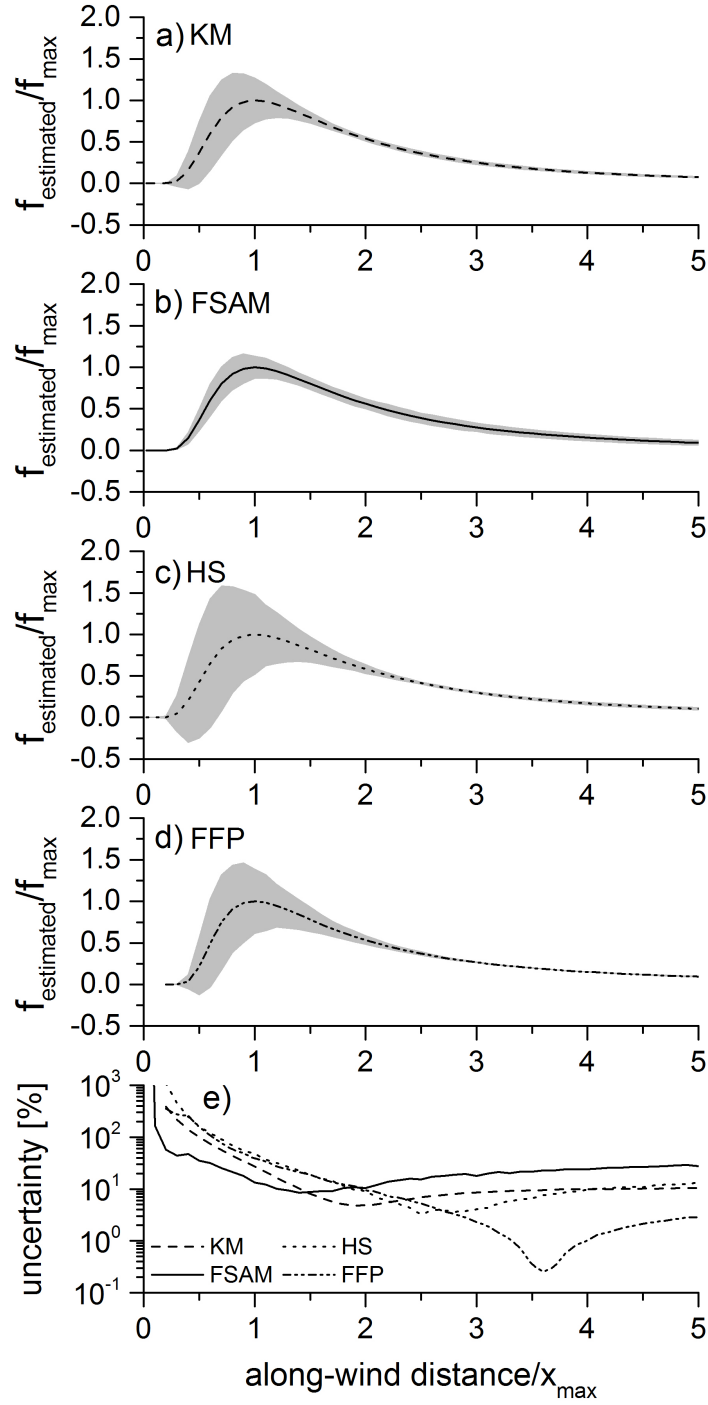 a) KM
f_estimated/f_max
2.0
1.5
1.0
0.5
0.0
-0.5
0 1 2 3 4 5
b) FSAM
f_estimated/f_max
2.0
1.5
1.0
0.5
0.0
-0.5
0 1 2 3 4 5
c) HS
f_estimated/f_max
2.0
1.5
1.0
0.5
0.0
-0.5
0 1 2 3 4 5
d) FFP
f_estimated/f_max
2.0
1.5
1.0
0.5
0.0
-0.5
0 1 2 3 4 5
e)
uncertainty [%]
10^3
10^2
10^1
10^0
10^-1
KM HS
FSAM FFP
0 1 2 3 4 5
along-wind distance/x_max